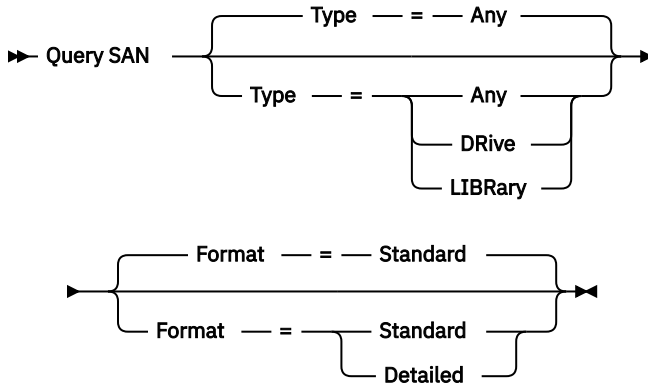 Type = Any
Query SAN
Type = Any
DRive
LIBRary
Format = Standard
Format = Standard
Detailed